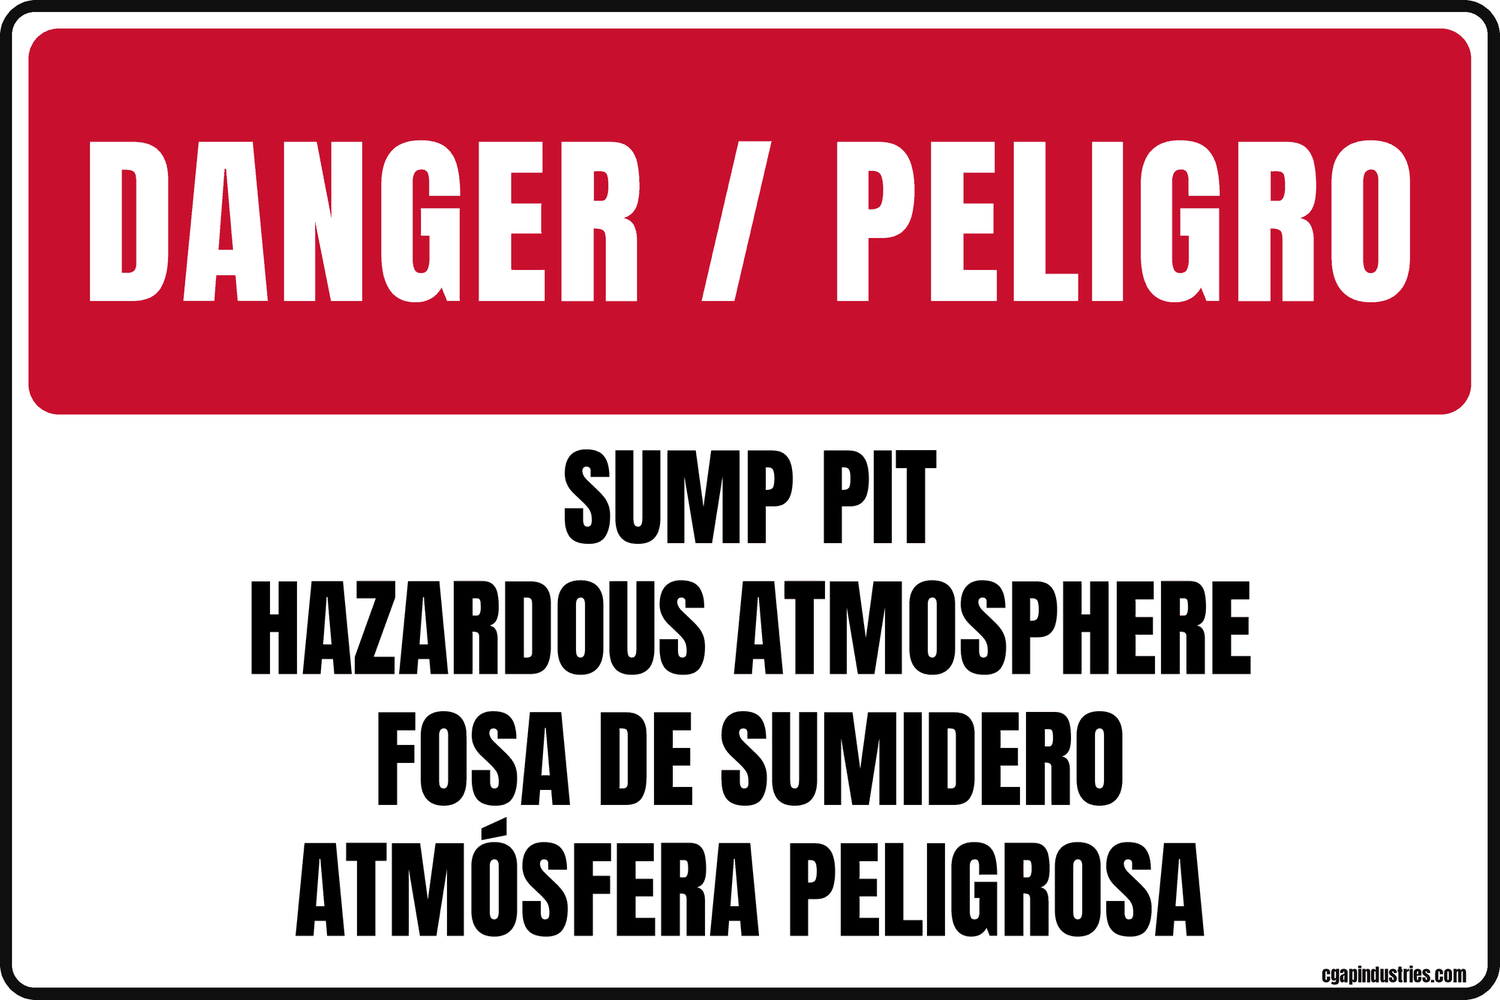 DANGER / PELIGRO
SUMP PIT
HAZARDOUS ATMOSPHERE
FOSA DE SUMIDERO
ATMÓSFERA PELIGROSA
cgapindustries.com